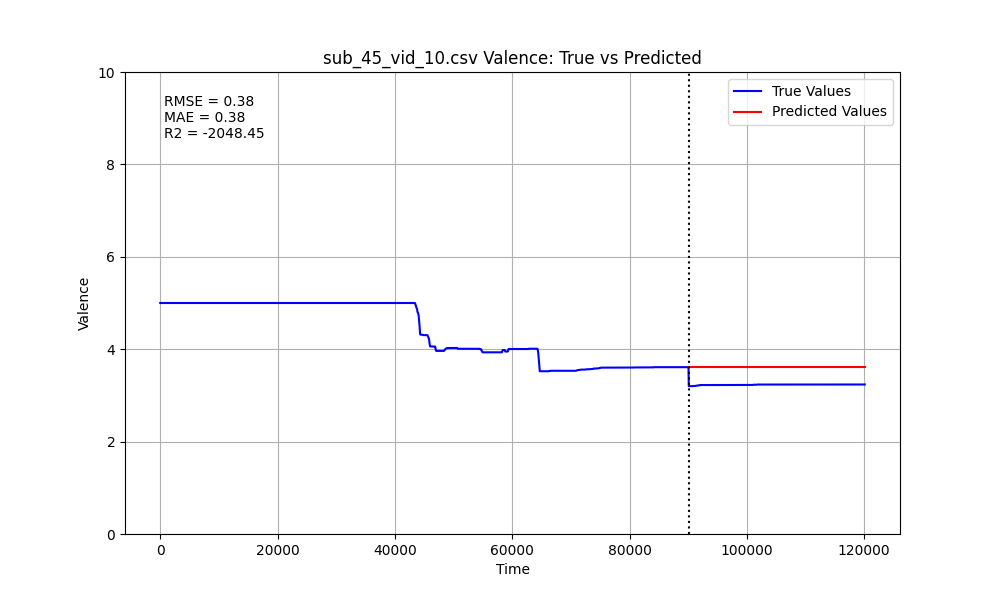 sub_45_vid_10.csv Valence: True vs Predicted
10
8
6
4
2
0
Valence
RMSE = 0.38
MAE = 0.38
R2 = -2048.45
True Values
Predicted Values
0 20000 40000 60000 80000 100000 120000
Time